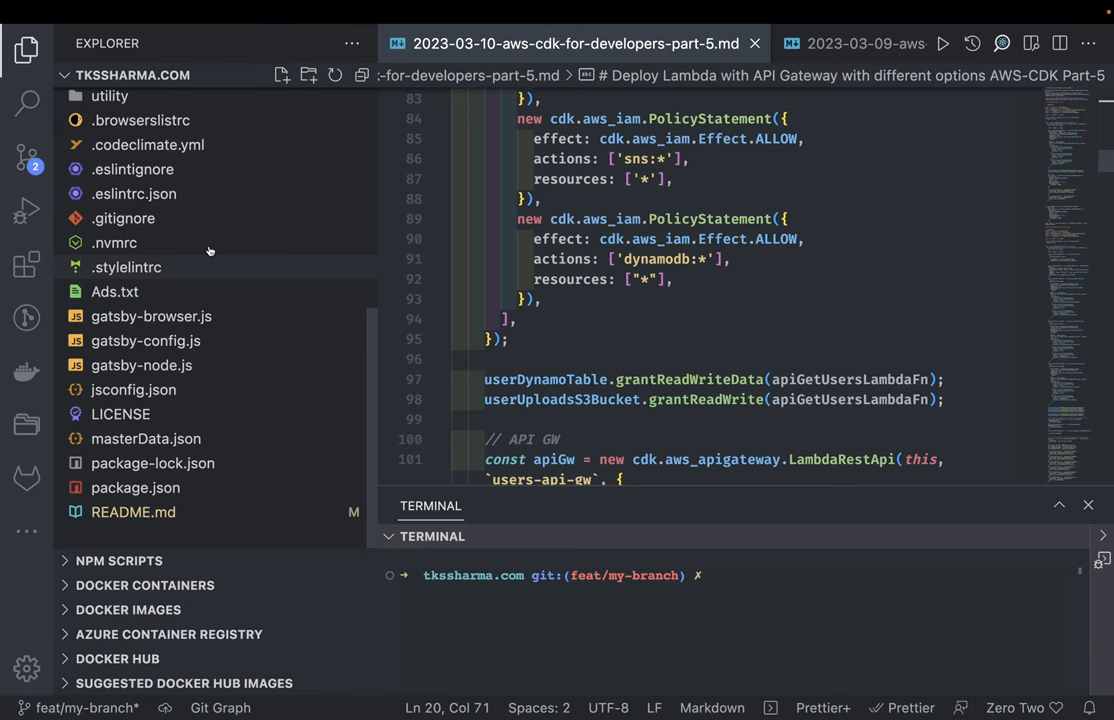 EXPLORER
2023-03-10-aws-cdk-for-developers-part-5.md
2023-03-09-aws-
TKSSHARMA.COM
k-for-developers-part-5.md
# Deploy Lambda with API Gateway with different options AWS-CDK Part-5
utility
.browserslistrc
.codeclimate.yml
.eslintignore
.eslintrc.json
.gitignore
.nvmrc
.stylelintrc
Ads.txt
gatsby-browser.js
gatsby-config.js
gatsby-node.js
jsconfig.json
LICENSE
masterData.json
package-lock.json
package.json
README.md M
83 }),
84 new cdk.aws_iam.PolicyStatement({
85 effect: cdk.aws_iam.Effect.ALLOW,
86 actions: ['sns:*'],
87 resources: ['*'],
88 }),
89 new cdk.aws_iam.PolicyStatement({
90 effect: cdk.aws_iam.Effect.ALLOW,
91 actions: ['dynamodb:*'],
92 resources: ["*"],
93 }),
94 ],
95 });
96
97 userDynamoTable.grantReadWriteData(apiGetUsersLambdaFn);
98 userUploadsS3Bucket.grantReadWrite(apiGetUsersLambdaFn);
99
100 // API GW
101 const apiGw = new cdk.aws_apigateway.LambdaRestApi(this,
`users-api-gw`, {
TERMINAL
TERMINAL
tkssharma.com git:(feat/my-branch) ✗
NPM SCRIPTS
DOCKER CONTAINERS
DOCKER IMAGES
AZURE CONTAINER REGISTRY
DOCKER HUB
SUGGESTED DOCKER HUB IMAGES
2
feat/my-branch*
Git Graph
Ln 20, Col 71
Spaces: 2
UTF-8
LF
Markdown
Prettier+
Prettier
Zero Two